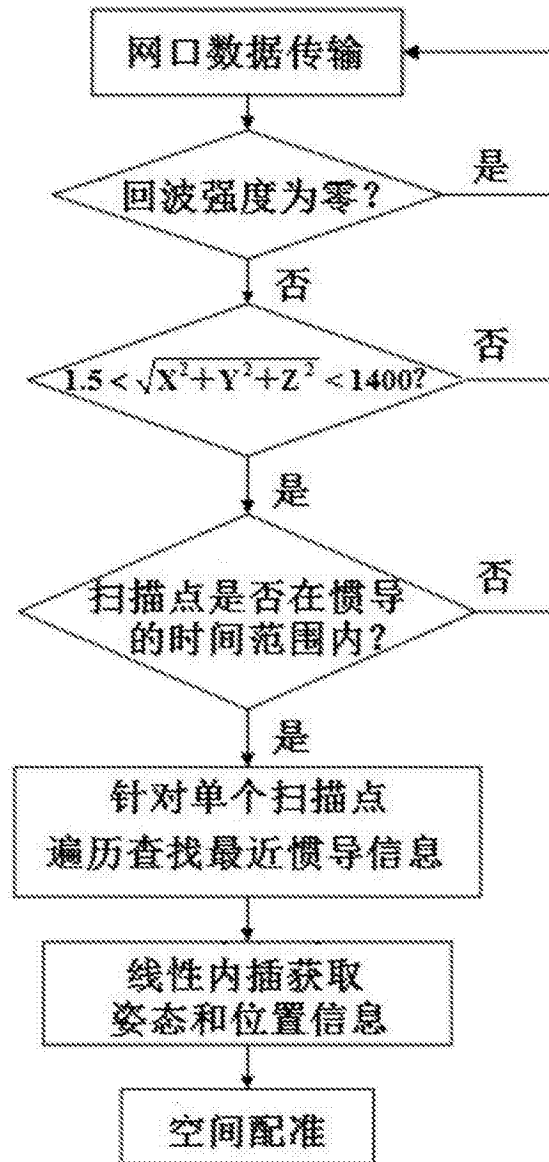 网口数据传输
回波强度为零？
是
否
1.5 < √X²+Y²+Z² < 1400?
否
是
扫描点是否在惯导
的时间范围内？
否
是
针对单个扫描点
遍历查找最近惯导信息
线性内插获取
姿态和位置信息
空间配准